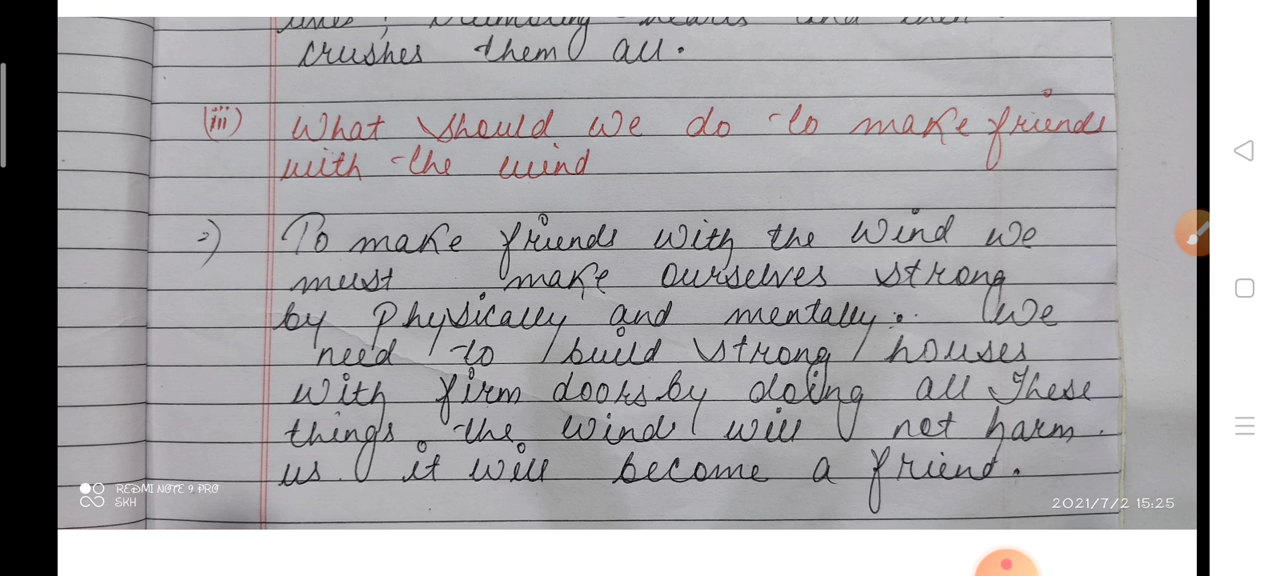 crushes them all.
(iii) What should we do to make friends
with the wind
=) To make friends with the wind we
must make ourselves strong
by physically and mentally. We
need to build strong houses
with firm doors by doing all These
things the wind will not harm
us it will become a friend.
REDMI NOTE 9 PRO
SKH
2021/7/2 15:25